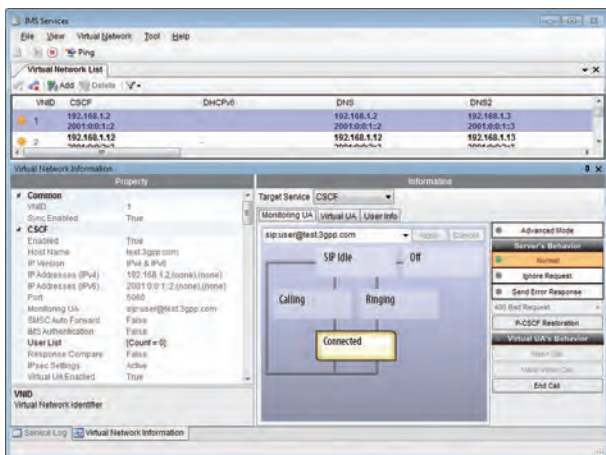 IMS Services
File View Virtual Network Tool Help
Ping
Virtual Network List
Add Delete
VNID CSCF DHCPv6 DNS DNS2
1 192.168.1.2 192.168.1.2 192.168.1.3
2001:0:0:1::2 2001:0:0:1::2 2001:0:0:1::3
2 192.168.1.12 192.168.1.12 192.168.1.13
Virtual Network Information
Property
Common
VNID 1
Sync Enabled True
CSCF
Enabled True
Host Name test.3gpp.com
IP Version IPv4 & IPv6
IP Addresses (IPv4) 192.168.1.2,(none),(none)
IP Addresses (IPv6) 2001:0:0:1::2,(none),(none)
Port 5060
Monitoring UA sip:user@test.3gpp.com
SMSC Auto Forward False
IMS Authentication False
User List [Count = 0]
Response Compare False
IPsec Settings Active
Virtual UA Enabled True
VNID
Virtual Network Identifier
Information
Target Service CSCF
Monitoring UA Virtual UA User Info
sip:user@test.3gpp.com Apply Cancel
SIP Idle Off
Calling Ringing
Connected
Advanced Mode
Server's Behavior
Normal
Ignore Request
Send Error Response
400 Bad Request
P-CSCF Restoration
Virtual UA's Behavior
Make Call
Make Video Call
End Call
Service Log Virtual Network Information